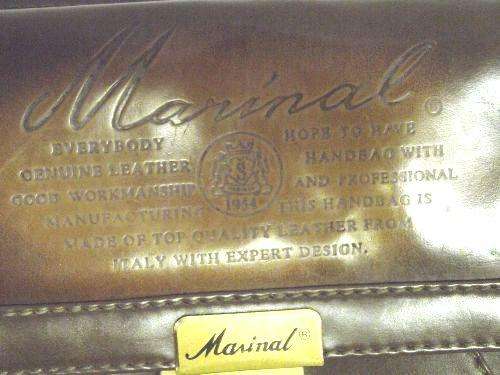 Marinal ©
EVERYBODY HOPE TO HAVE
GENUINE LEATHER HANDBAG WITH
GOOD WORKMANSHIP AND PROFESSIONAL
MANUFACTURING 1954 THIS HANDBAG IS
MADE OF TOP QUALITY LEATHER FROM
ITALY WITH EXPERT DESIGN.
Marinal ®